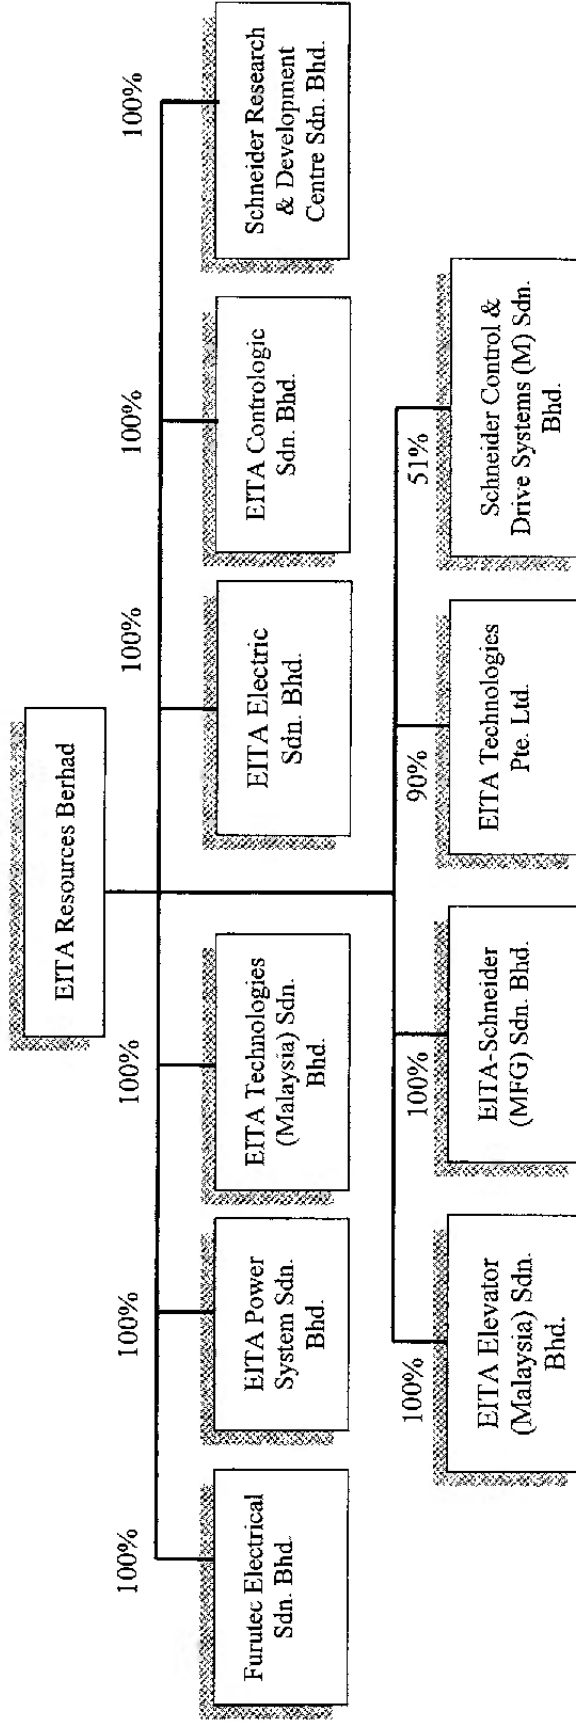 EITA Resources Berhad
100%
100%
100%
100%
100%
100%
Furutec Electrical
Sdn. Bhd.
EITA Power
System Sdn.
Bhd.
EITA Technologies
(Malaysia) Sdn.
Bhd.
EITA Electric
Sdn. Bhd.
EITA Contrologic
Sdn. Bhd.
Schneider Research
& Development
Centre Sdn. Bhd.
100%
100%
90%
51%
EITA Elevator
(Malaysia) Sdn.
Bhd.
EITA-Schneider
(MFG) Sdn. Bhd.
EITA Technologies
Pte. Ltd.
Schneider Control &
Drive Systems (M) Sdn.
Bhd.